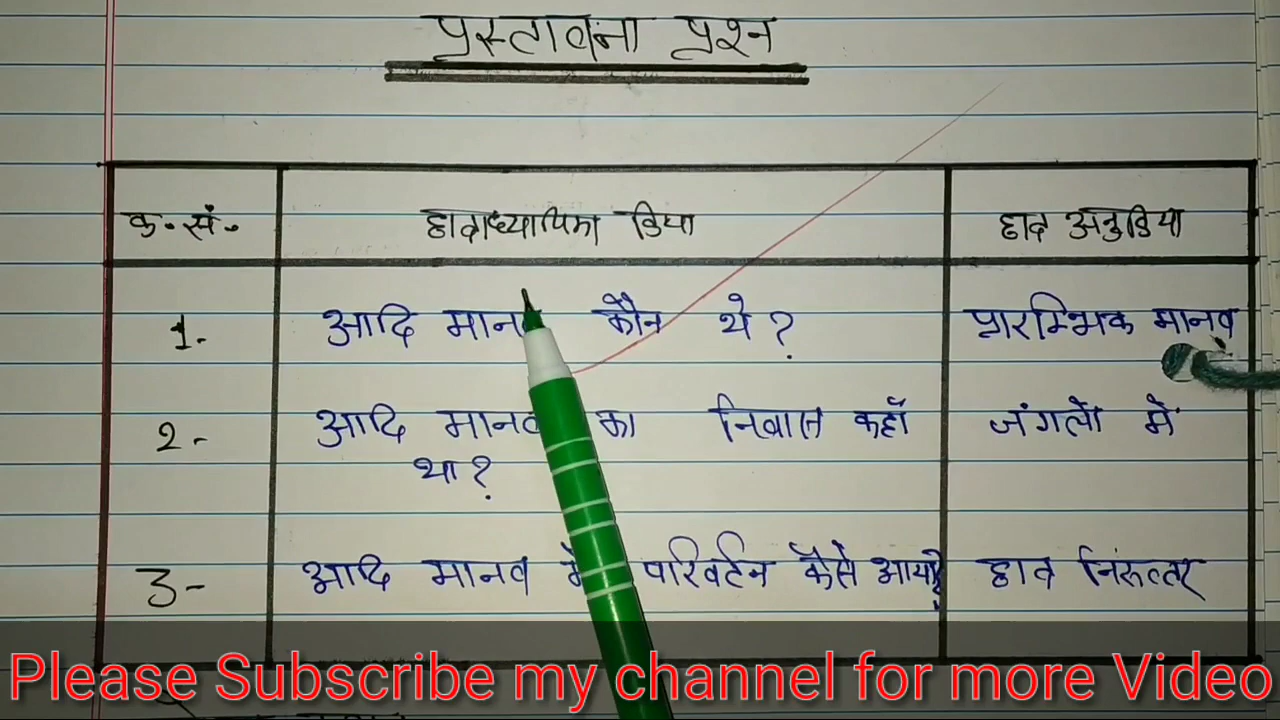 प्रस्तावना प्रश्न
क्र.सं. छात्राध्यापिका क्रिया छात्र अनुक्रिया
1. आदि मानव कौन थे? प्रारम्भिक मानव
2- आदि मानव का निवास कहाँ जंगलो में
था?
3- आदि मानव में परिवर्तन कैसे आया? छात्र निरूत्तर
Please Subscribe my channel for more Video